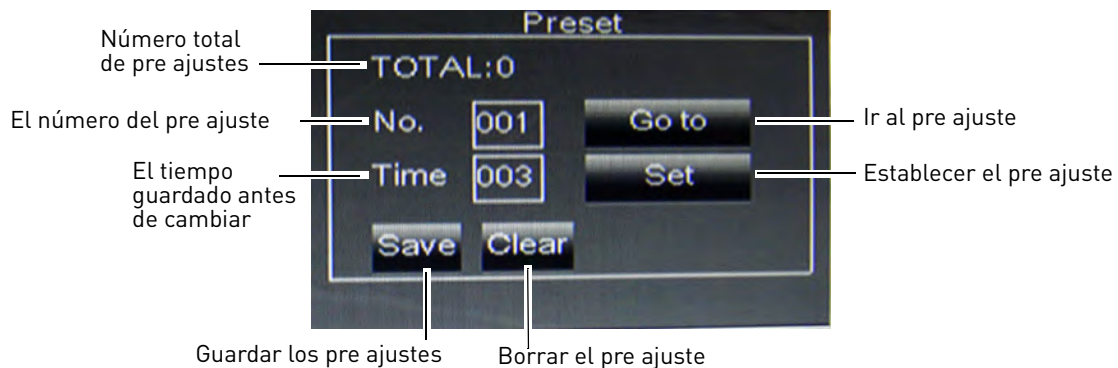 Preset
Número total
de pre ajustes
TOTAL:0
El número del pre ajuste
No.
001
Go to
Ir al pre ajuste
El tiempo
guardado antes
de cambiar
Time
003
Set
Establecer el pre ajuste
Save
Clear
Guardar los pre ajustes
Borrar el pre ajuste